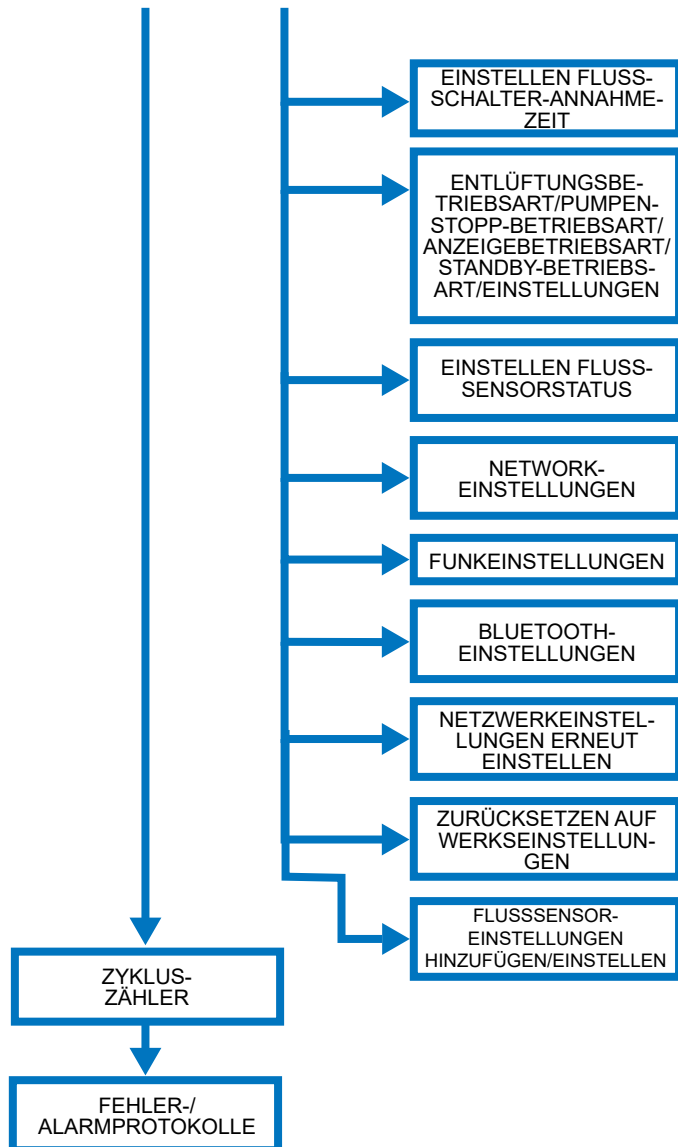 EINSTELLEN FLUSS-
SCHALTER-ANNAHME-
ZEIT
ENTLÜFTUNGSBE-
TRIEBSART/PUMPEN-
STOPP-BETRIEBSART/
ANZEIGEBETRIEBSART/
STANDBY-BETRIEBS-
ART/EINSTELLUNGEN
EINSTELLEN FLUSS-
SENSORSTATUS
NETWORK-
EINSTELLUNGEN
FUNKEINSTELLUNGEN
BLUETOOTH-
EINSTELLUNGEN
NETZWERKEINSTEL-
LUNGEN ERNEUT
EINSTELLEN
ZURÜCKSETZEN AUF
WERKSEINSTELLUN-
GEN
FLUSSSENSOR-
EINSTELLUNGEN
HINZUFÜGEN/EINSTELLEN
ZYKLUS-
ZÄHLER
FEHLER-/
ALARMPROTOKOLLE